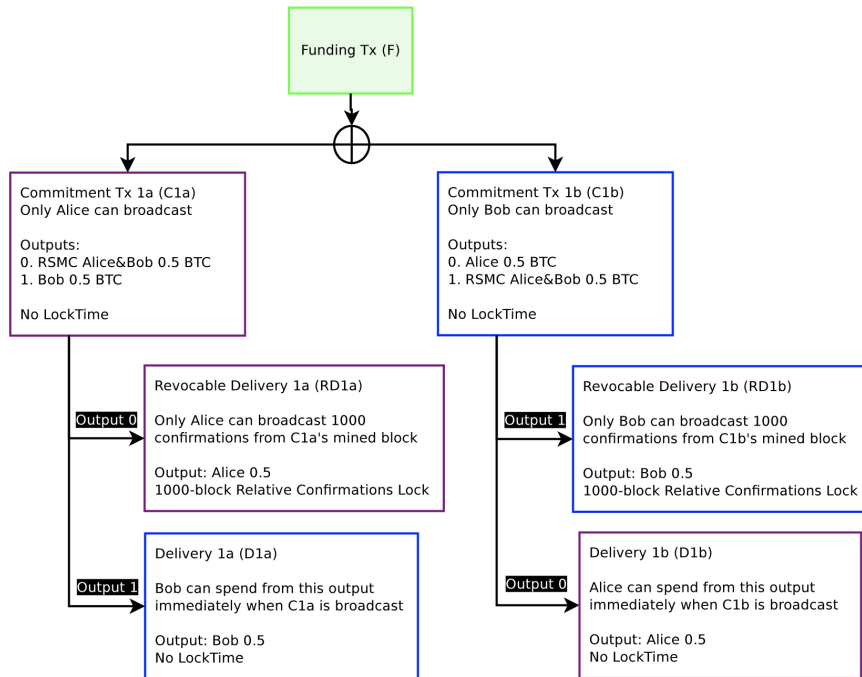 Funding Tx (F)
Commitment Tx 1a (C1a)
Only Alice can broadcast
Outputs:
0. RSMC Alice&Bob 0.5 BTC
1. Bob 0.5 BTC
No LockTime
Commitment Tx 1b (C1b)
Only Bob can broadcast
Outputs:
0. Alice 0.5 BTC
1. RSMC Alice&Bob 0.5 BTC
No LockTime
Output 0
Revocable Delivery 1a (RD1a)
Only Alice can broadcast 1000
confirmations from C1a's mined block
Output: Alice 0.5
1000-block Relative Confirmations Lock
Output 1
Revocable Delivery 1b (RD1b)
Only Bob can broadcast 1000
confirmations from C1b's mined block
Output: Bob 0.5
1000-block Relative Confirmations Lock
Output 1
Delivery 1a (D1a)
Bob can spend from this output
immediately when C1a is broadcast
Output: Bob 0.5
No LockTime
Output 0
Delivery 1b (D1b)
Alice can spend from this output
immediately when C1b is broadcast
Output: Alice 0.5
No LockTime